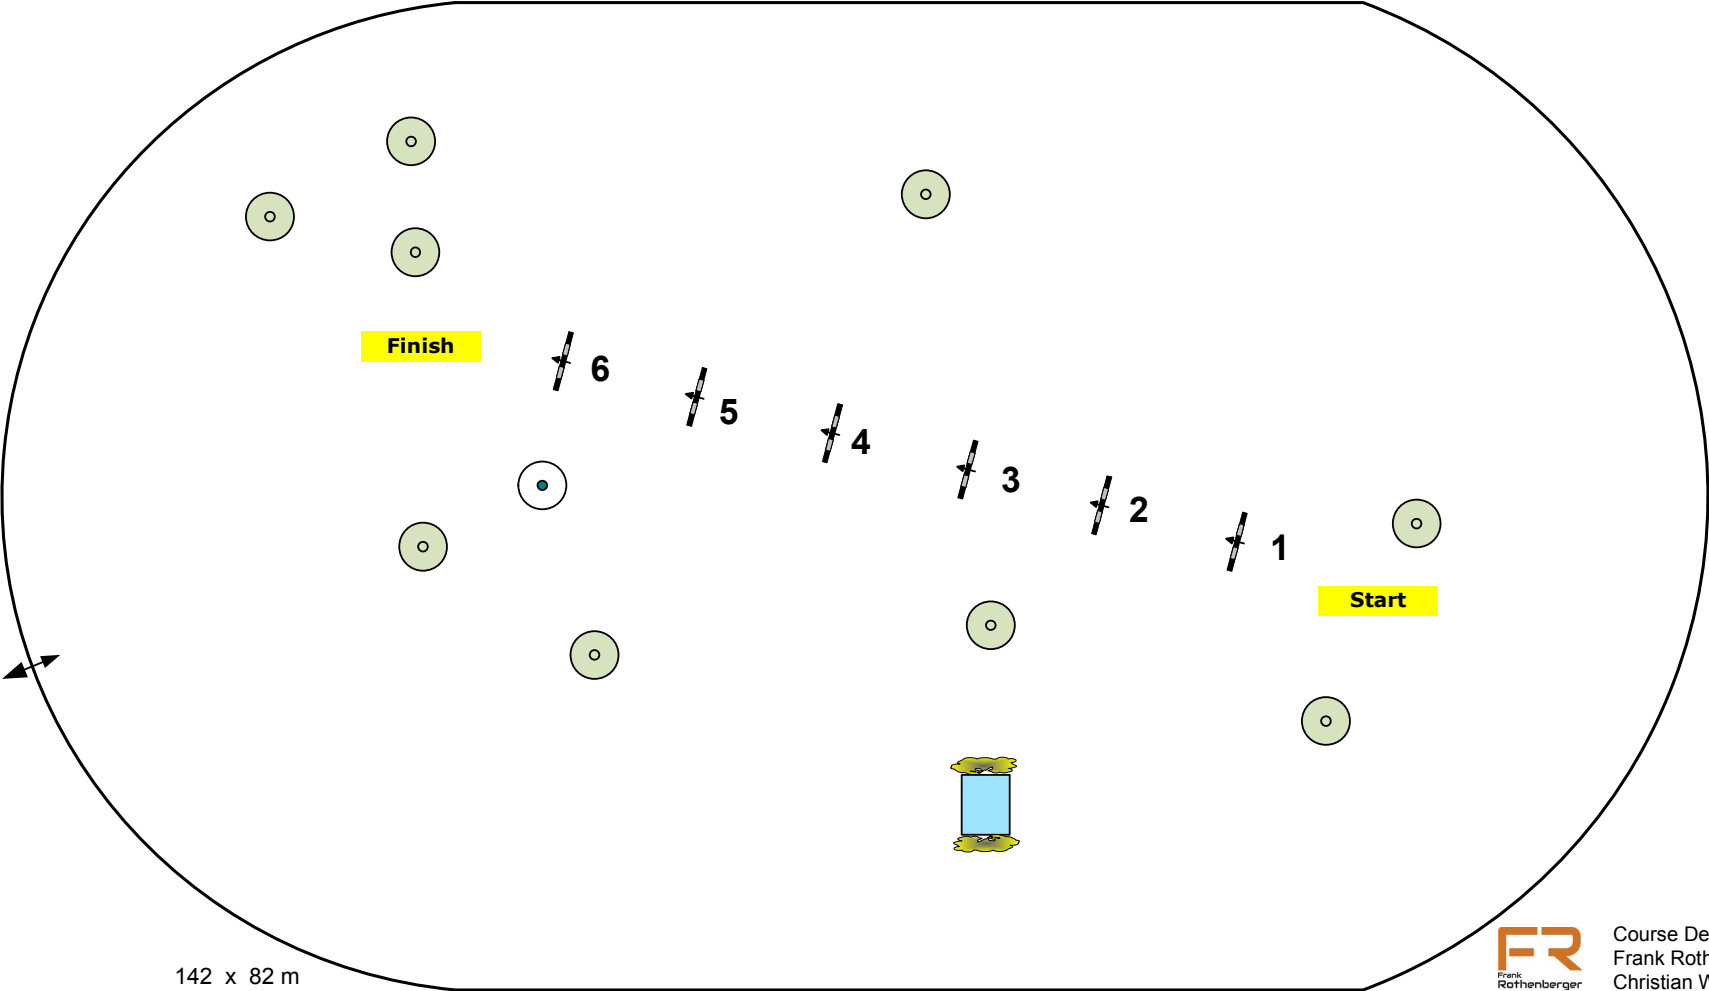 Finish
6
5
4
3
2
1
Start
142 x 82 m
FR
Frank
Rothenberger
Course De
Frank Roth
Christian W